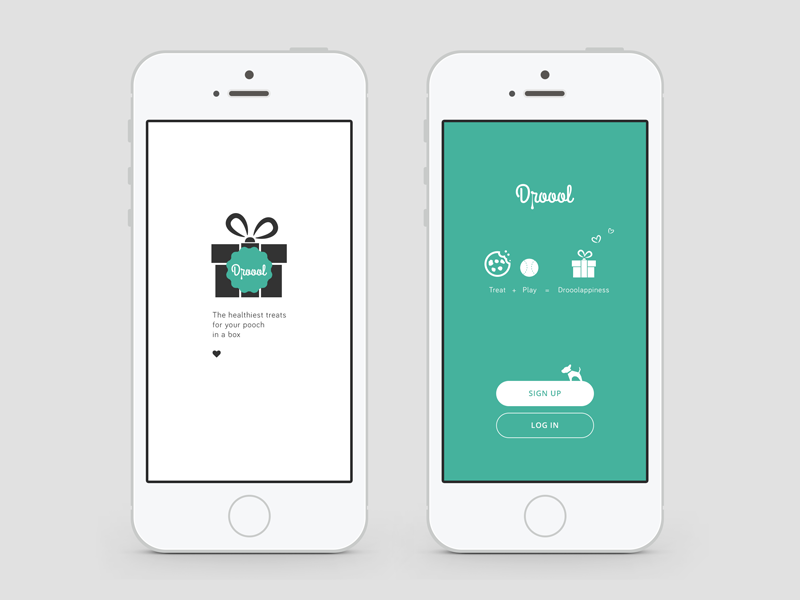 Droool
The healthiest treats
for your pooch
in a box
Droool
Treat + Play = Drooolappiness
SIGN UP
LOG IN